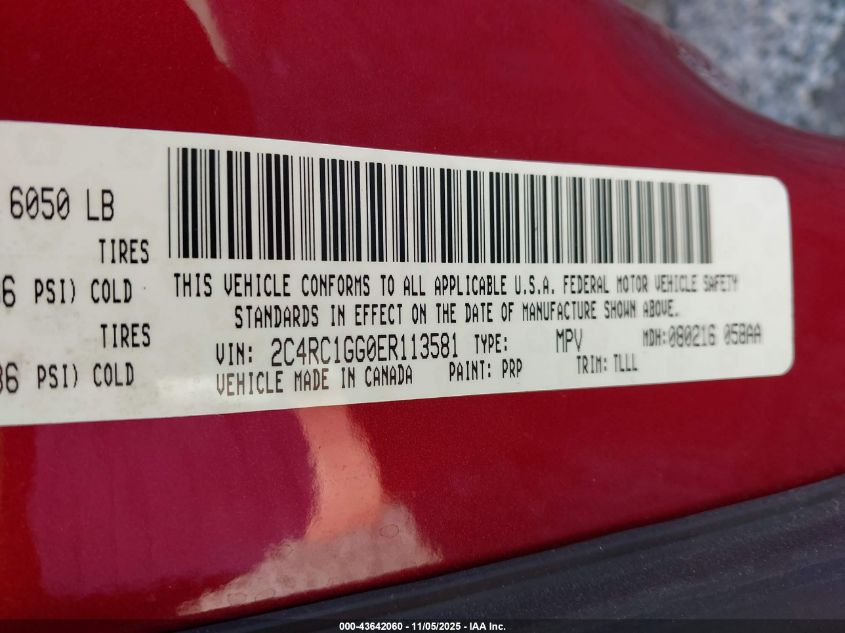 6050 LB
TIRES
PSI) COLD
TIRES
PSI) COLD
THIS VEHICLE CONFORMS TO ALL APPLICABLE U.S.A. FEDERAL MOTOR VEHICLE SAFETY
STANDARDS IN EFFECT ON THE DATE OF MANUFACTURE SHOWN ABOVE.
VIN: 2C4RC1GG0ER113581 TYPE: MPV MDH:080216 058AA
VEHICLE MADE IN CANADA PAINT: PRP TRIM: TLLL
000-43642060 - 11/05/2025 - IAA Inc.